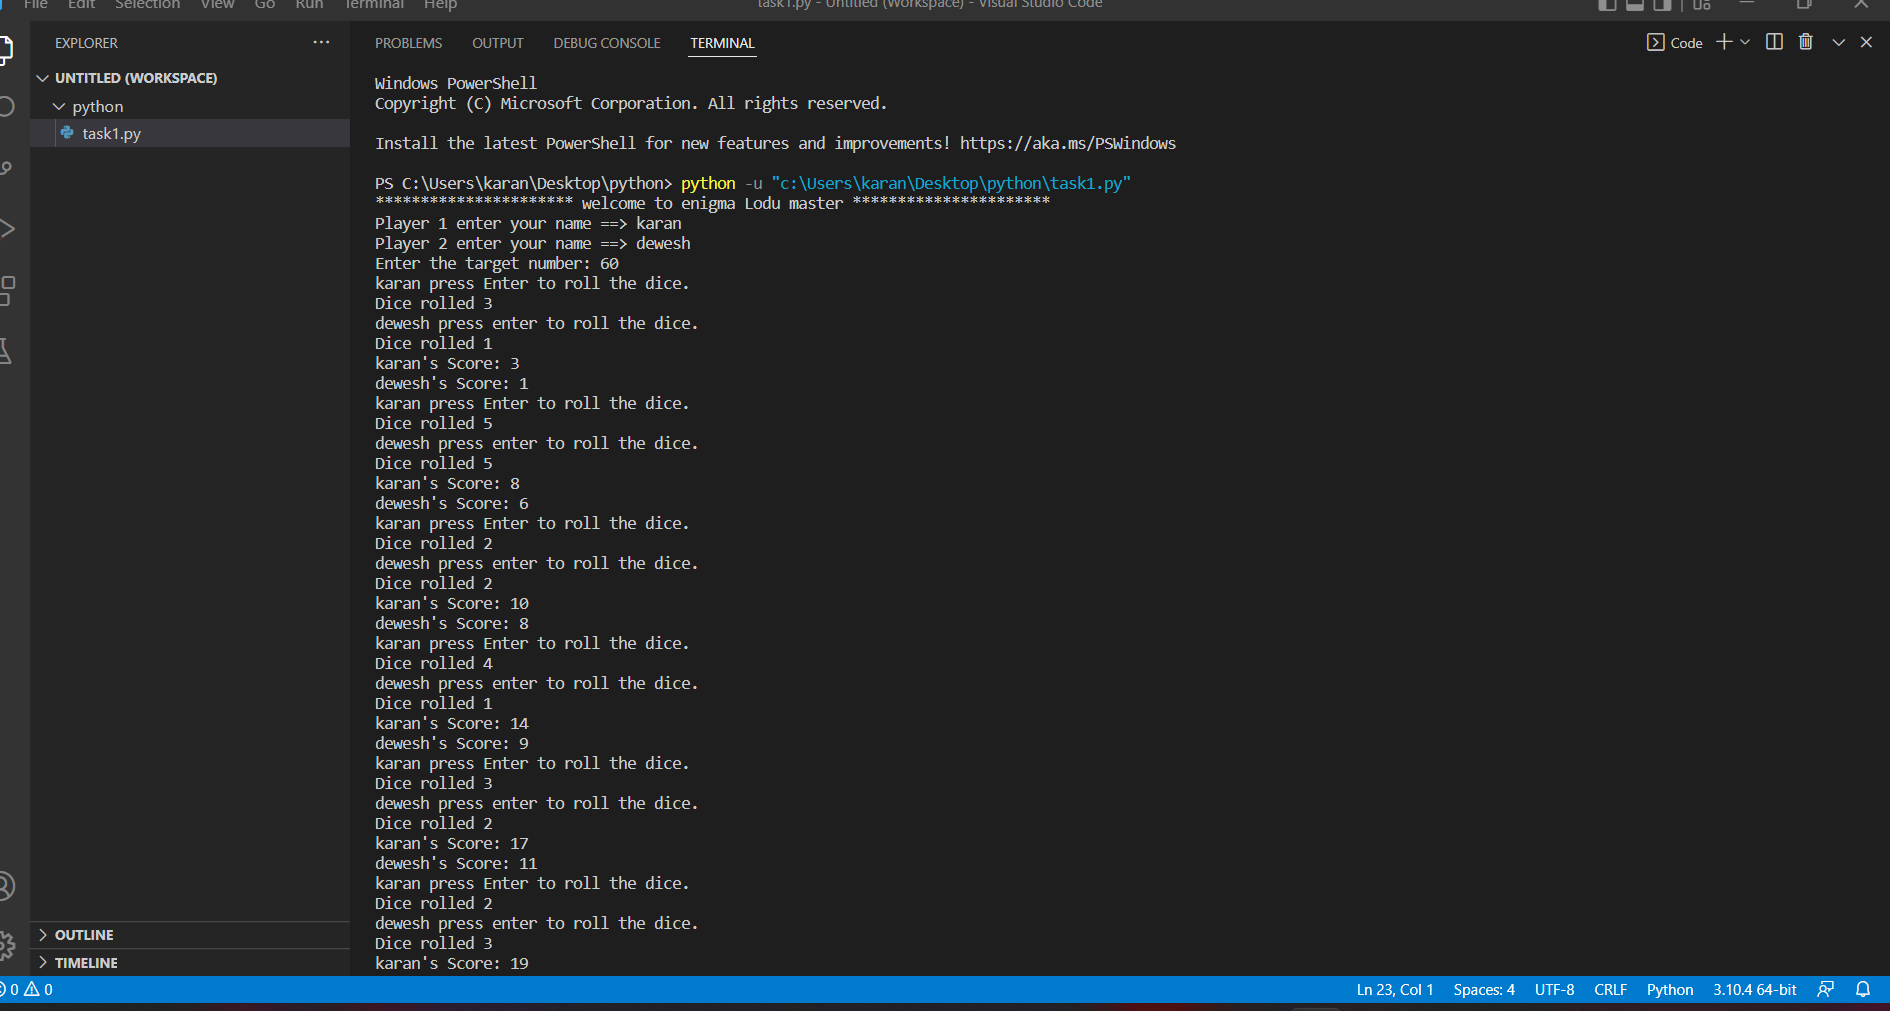 File Edit Selection View Go Run Terminal Help
task1.py - Untitled (Workspace) - Visual Studio Code
EXPLORER
UNTITLED (WORKSPACE)
python
task1.py
OUTLINE
TIMELINE
PROBLEMS OUTPUT DEBUG CONSOLE TERMINAL
Code
Windows PowerShell
Copyright (C) Microsoft Corporation. All rights reserved.
Install the latest PowerShell for new features and improvements! https://aka.ms/PSWindows
PS C:\Users\karan\Desktop\python> python -u "c:\Users\karan\Desktop\python\task1.py"
********************** welcome to enigma Lodu master **********************
Player 1 enter your name ==> karan
Player 2 enter your name ==> dewesh
Enter the target number: 60
karan press Enter to roll the dice.
Dice rolled 3
dewesh press enter to roll the dice.
Dice rolled 1
karan's Score: 3
dewesh's Score: 1
karan press Enter to roll the dice.
Dice rolled 5
dewesh press enter to roll the dice.
Dice rolled 5
karan's Score: 8
dewesh's Score: 6
karan press Enter to roll the dice.
Dice rolled 2
dewesh press enter to roll the dice.
Dice rolled 2
karan's Score: 10
dewesh's Score: 8
karan press Enter to roll the dice.
Dice rolled 4
dewesh press enter to roll the dice.
Dice rolled 1
karan's Score: 14
dewesh's Score: 9
karan press Enter to roll the dice.
Dice rolled 3
dewesh press enter to roll the dice.
Dice rolled 2
karan's Score: 17
dewesh's Score: 11
karan press Enter to roll the dice.
Dice rolled 2
dewesh press enter to roll the dice.
Dice rolled 3
karan's Score: 19
0 0
Ln 23, Col 1 Spaces: 4 UTF-8 CRLF Python 3.10.4 64-bit